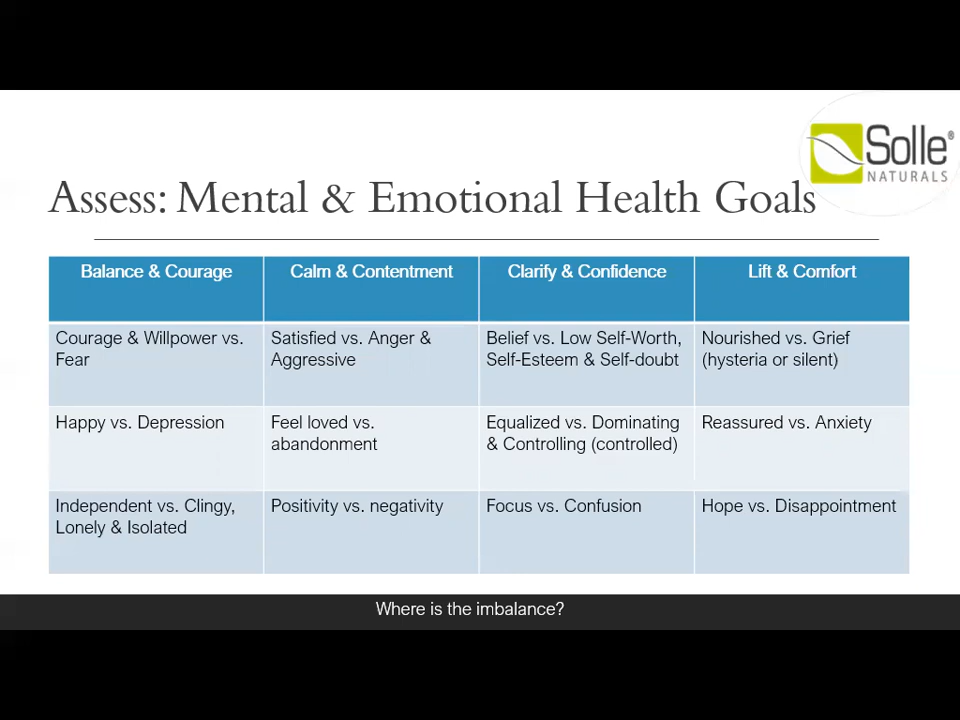 Solle®
NATURALS
Assess: Mental & Emotional Health Goals
Balance & Courage
Calm & Contentment
Clarify & Confidence
Lift & Comfort
Courage & Willpower vs.
Fear
Satisfied vs. Anger &
Aggressive
Belief vs. Low Self-Worth,
Self-Esteem & Self-doubt
Nourished vs. Grief
(hysteria or silent)
Happy vs. Depression
Feel loved vs.
abandonment
Equalized vs. Dominating
& Controlling (controlled)
Reassured vs. Anxiety
Independent vs. Clingy,
Lonely & Isolated
Positivity vs. negativity
Focus vs. Confusion
Hope vs. Disappointment
Where is the imbalance?